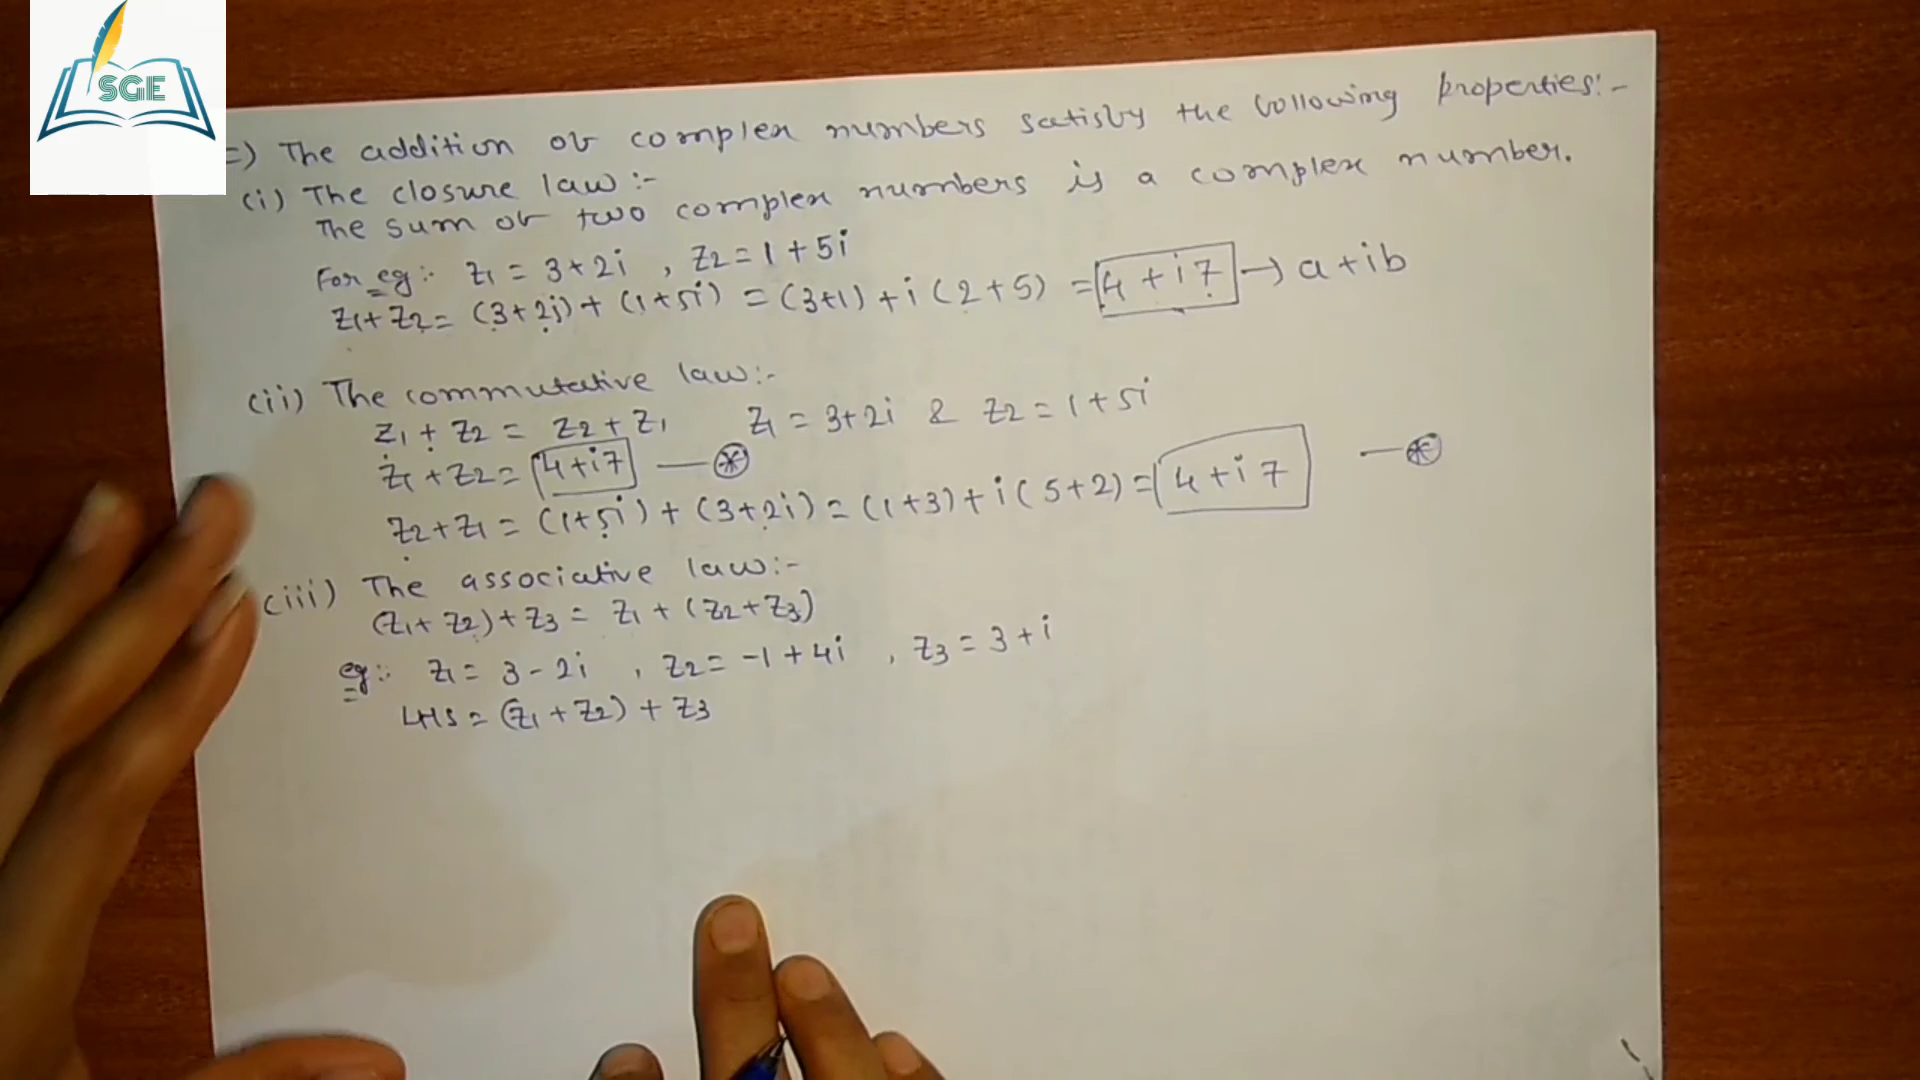 SGE
=) The addition of complex numbers satisfy the following properties:-
(i) The closure law :-
The sum of two complex numbers is a complex number.
For eg:- z1 = 3+2i , z2 = 1+5i
z1+z2 = (3+2i)+(1+5i) = (3+1)+i(2+5) = 4+i7 → a+ib
(ii) The commutative law:-
z1 + z2 = z2 + z1 z1 = 3+2i & z2 = 1+5i
z1+z2 = 4+i7 — ⊛
z2+z1 = (1+5i)+(3+2i) = (1+3)+i(5+2) = 4+i7 — ⊛
(iii) The associative law:-
(z1+z2)+z3 = z1+(z2+z3)
eg:- z1 = 3-2i , z2 = -1+4i , z3 = 3+i
LHS = (z1+z2)+z3